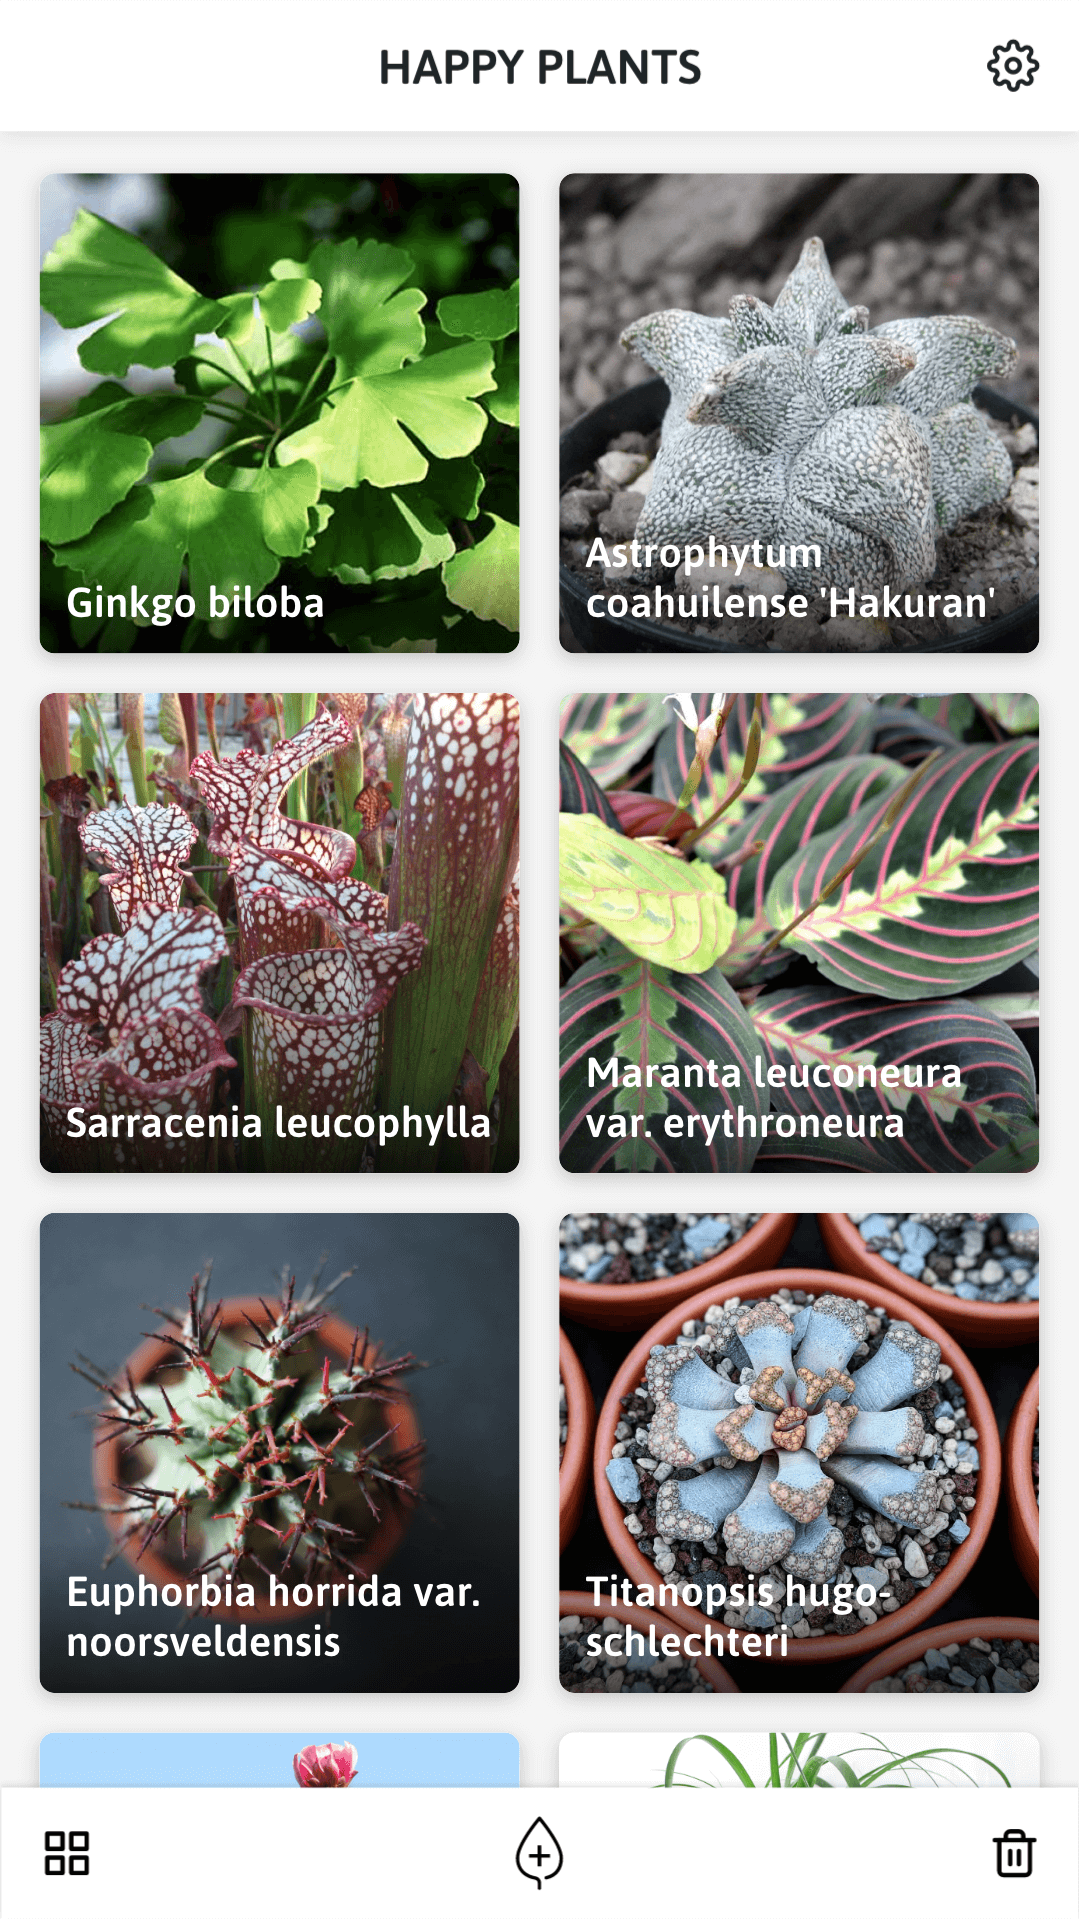 HAPPY PLANTS
Ginkgo biloba
Astrophytum
coahuilense 'Hakuran'
Sarracenia leucophylla
Maranta leuconeura
var. erythroneura
Euphorbia horrida var.
noorsveldensis
Titanopsis hugo-
schlechteri